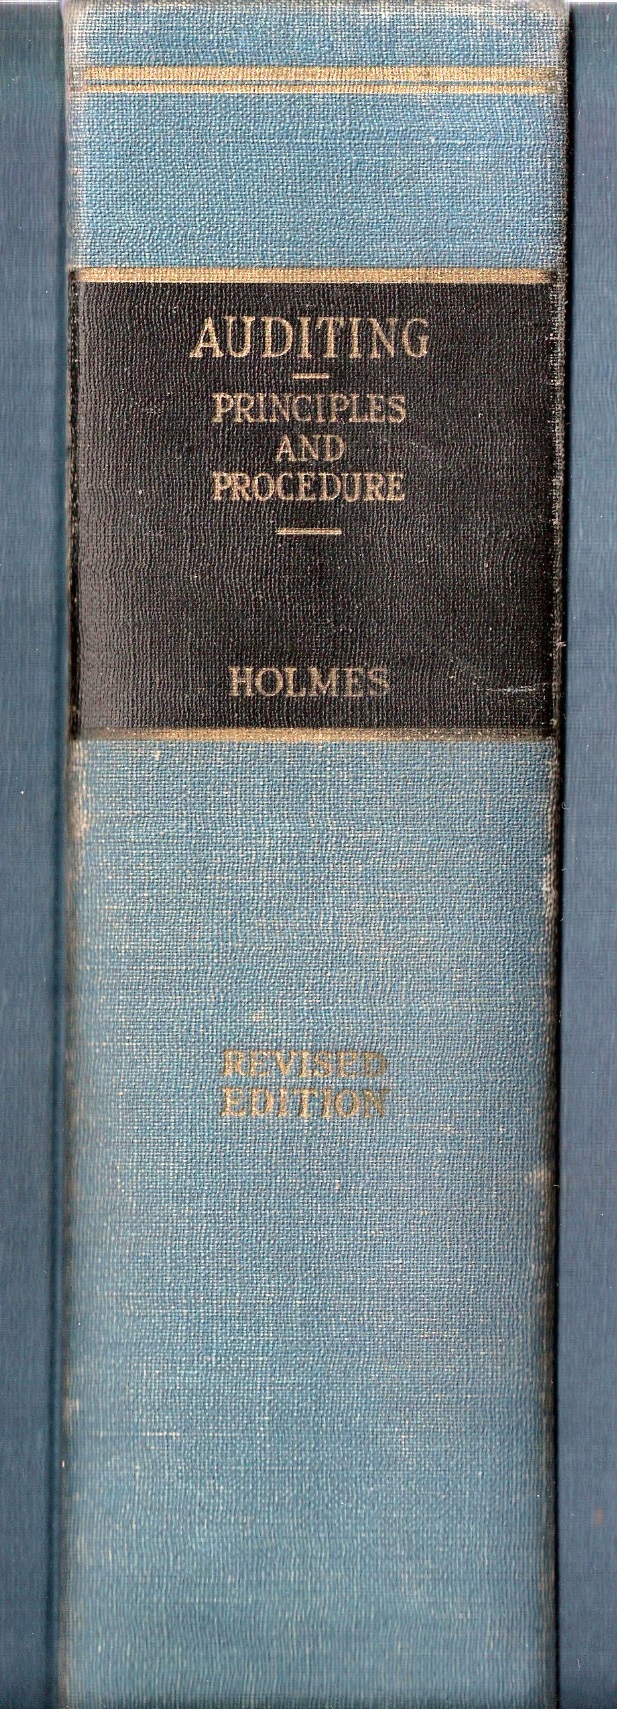 AUDITING
PRINCIPLES
AND
PROCEDURE
HOLMES
REVISED
EDITION